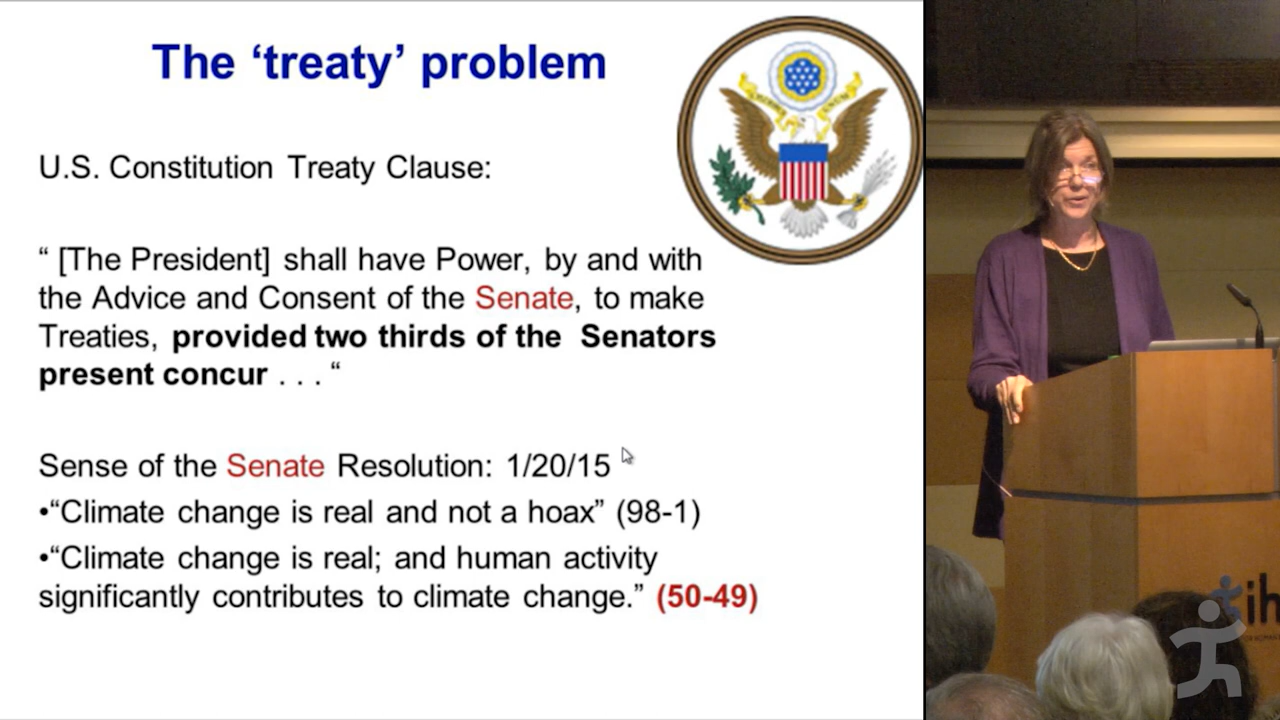 The ‘treaty’ problem
U.S. Constitution Treaty Clause:
“ [The President] shall have Power, by and with
the Advice and Consent of the Senate, to make
Treaties, provided two thirds of the Senators
present concur . . . “
Sense of the Senate Resolution: 1/20/15
•“Climate change is real and not a hoax” (98-1)
•“Climate change is real; and human activity
significantly contributes to climate change.” (50-49)
ih